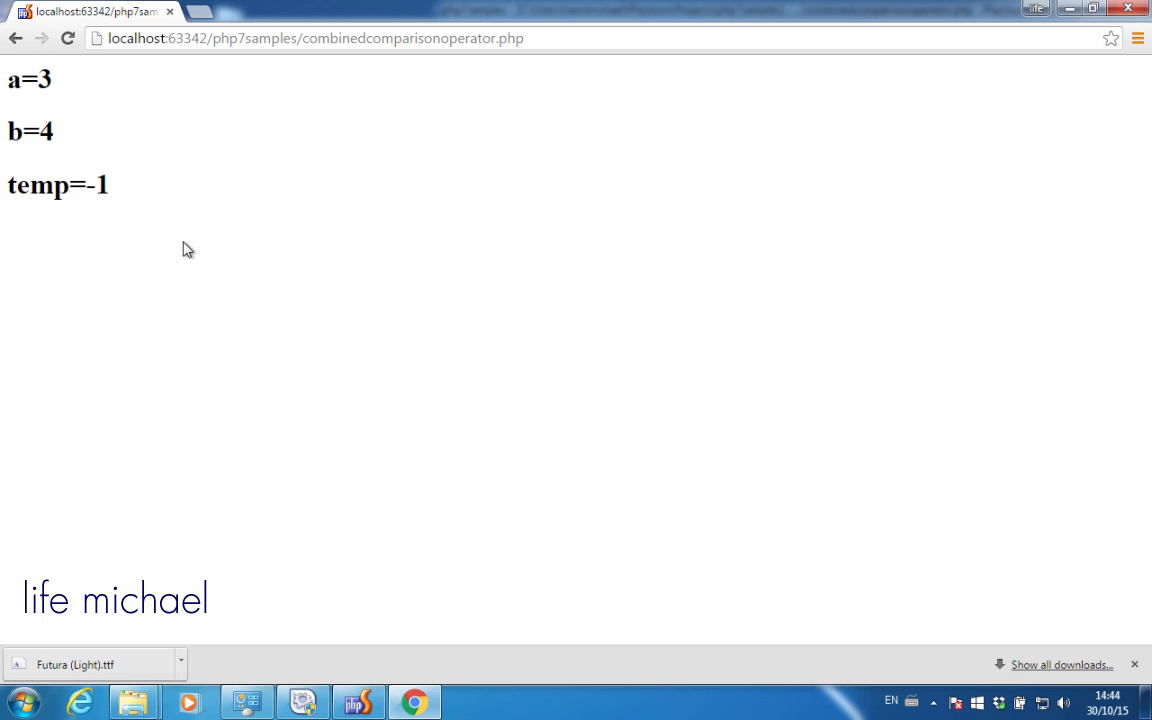 localhost:63342/php7sam
life
localhost:63342/php7samples/combinedcomparisonoperator.php
a=3
b=4
temp=-1
life michael
Futura (Light).ttf
Show all downloads...
EN
14:44
30/10/15